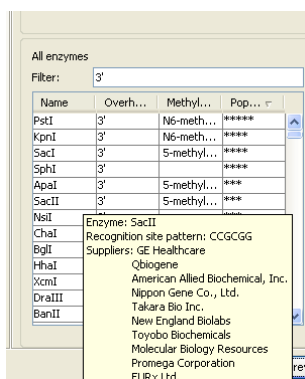 All enzymes
Filter: 3'
Name Overh... Methyl... Pop...
PstI 3' N6-meth... *****
KpnI 3' N6-meth... ****
SacI 3' 5-methyl... ****
SphI 3' ****
ApaI 3' 5-methyl... ***
SacII 3' 5-methyl... ***
NsiI
ChaI
BglI
HhaI
XcmI
DraIII
BanII
Enzyme: SacII
Recognition site pattern: CCGCGG
Suppliers: GE Healthcare
Qbiogene
American Allied Biochemical, Inc.
Nippon Gene Co., Ltd.
Takara Bio Inc.
New England Biolabs
Toyobo Biochemicals
Molecular Biology Resources
Promega Corporation
EURx Ltd.